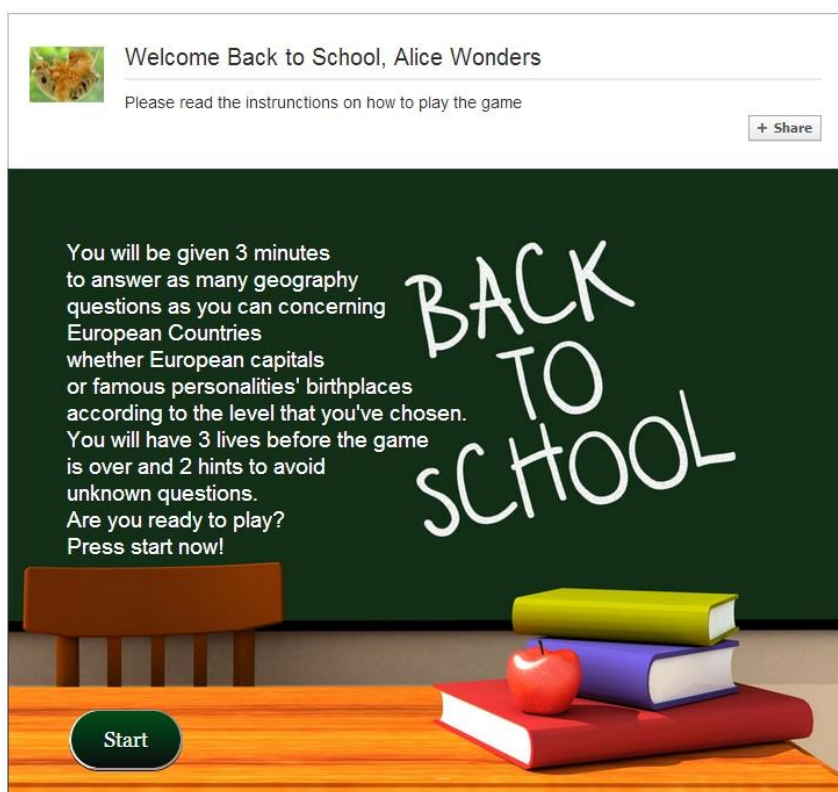 Welcome Back to School, Alice Wonders
Please read the instrunctions on how to play the game
+ Share
You will be given 3 minutes
to answer as many geography
questions as you can concerning
European Countries
whether European capitals
or famous personalities' birthplaces
according to the level that you've chosen.
You will have 3 lives before the game
is over and 2 hints to avoid
unknown questions.
Are you ready to play?
Press start now!
BACK
TO
SCHOOL
Start